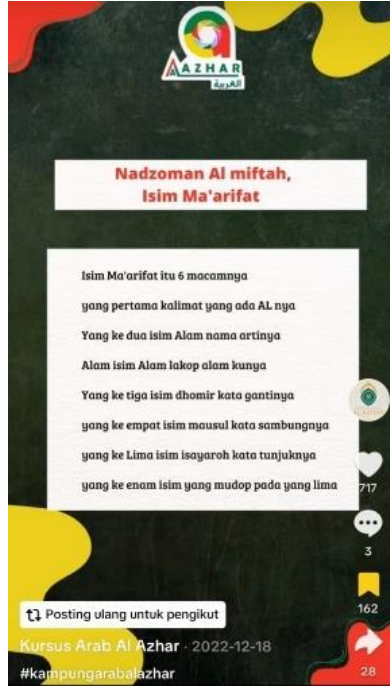 AZHAR
العربية
Nadzoman Al miftah,
Isim Ma'arifat
Isim Ma'arifat itu 6 macamnya
yang pertama kalimat yang ada AL nya
Yang ke dua isim Alam nama artinya
Alam isim Alam lakop alam kunya
Yang ke tiga isim dhomir kata gantinya
yang ke empat isim mausul kata sambungnya
yang ke Lima isim isayaroh kata tunjuknya
yang ke enam isim yang mudop pada yang lima
717
3
162
Posting ulang untuk pengikut
Kursus Arab Al Azhar · 2022-12-18
#kampungarabalazhar
28